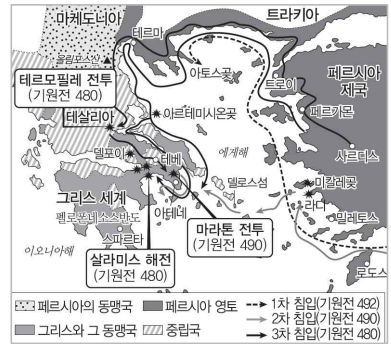 마케도니아
트라키아
올림포스산
테르마
아토스곶
트로이
페르시아
제국
테르모필레 전투
(기원전 480)
아르테미시온곶
페르가몬
테살리아
사르디스
델포이
테베
에게해
그리스 세계
펠로폰네소스반도
아테네
델로스섬
미칼레곶
라데
밀레토스
마라톤 전투
(기원전 490)
스파르타
이오니아해
살라미스 해전
(기원전 480)
로도스
페르시아의 동맹국
페르시아 영토
1차 침입(기원전 492)
2차 침입(기원전 490)
그리스와 그 동맹국
중립국
3차 침입(기원전 480)